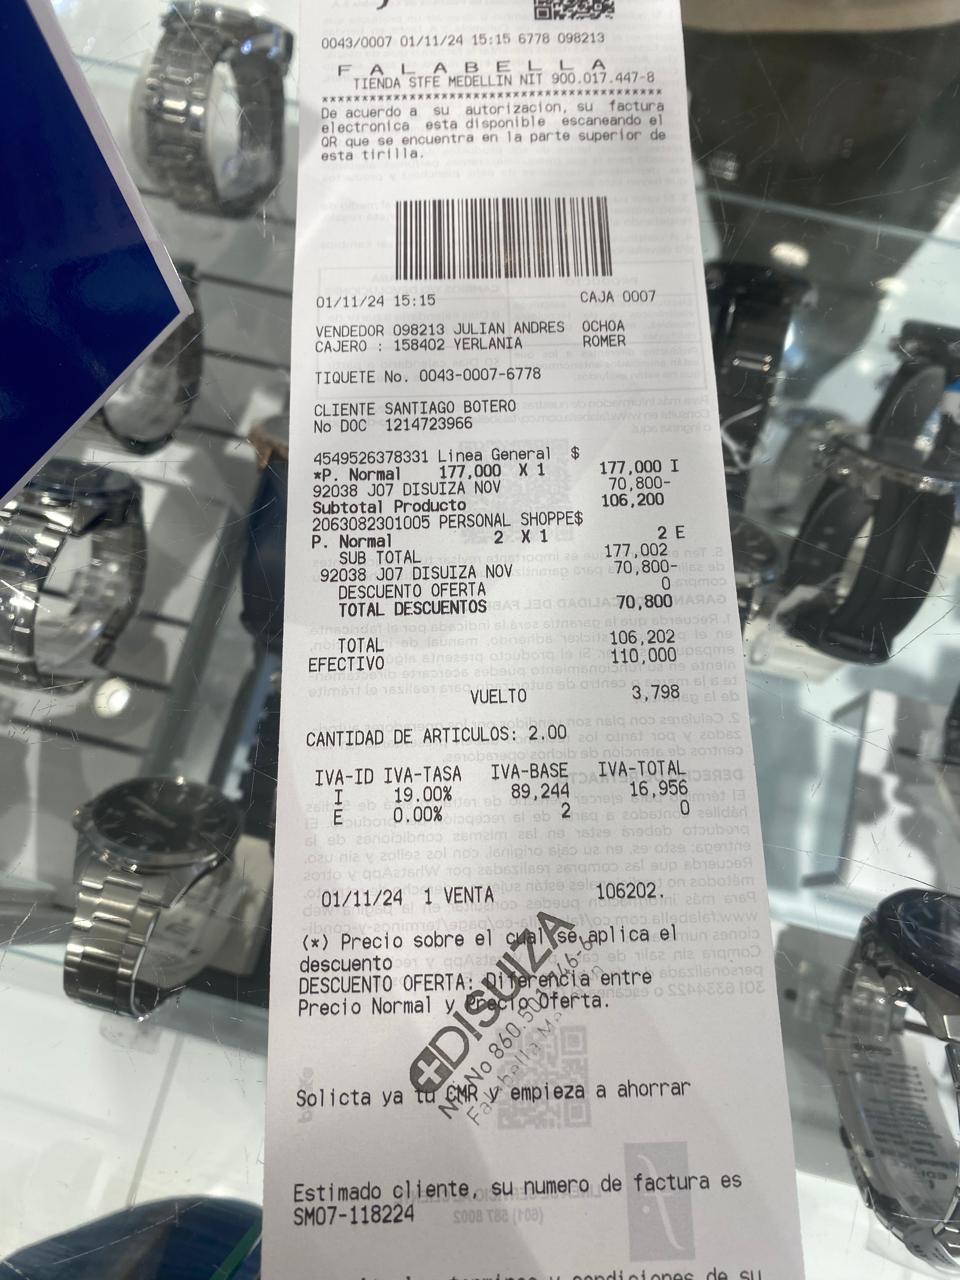 0043/0007 01/11/24 15:15 6778 098213
F A L A B E L L A
TIENDA STFE MEDELLIN NIT 900.017.447-8
De acuerdo a su autorizacion, su factura
electronica esta disponible escaneando el
QR que se encuentra en la parte superior de
esta tirilla.
01/11/24 15:15 CAJA 0007
VENDEDOR 098213 JULIAN ANDRES OCHOA
CAJERO : 158402 YERLANIA ROMER
TIQUETE No. 0043-0007-6778
CLIENTE SANTIAGO BOTERO
No DOC 1214723966
4549526378331 Linea General $
*P. Normal 177,000 X 1 177,000 I
92038 J07 DISUIZA NOV 70,800-
Subtotal Producto 106,200
2063082301005 PERSONAL SHOPPE$
P. Normal 2 X 1 2 E
SUB TOTAL 177,002
92038 J07 DISUIZA NOV 70,800-
DESCUENTO OFERTA 0
TOTAL DESCUENTOS 70,800
TOTAL 106,202
EFECTIVO 110,000
VUELTO 3,798
CANTIDAD DE ARTICULOS: 2.00
IVA-ID IVA-TASA IVA-BASE IVA-TOTAL
I 19.00% 89,244 16,956
E 0.00% 2 0
01/11/24 1 VENTA 106202.
(*) Precio sobre el cual se aplica el
descuento
DESCUENTO OFERTA: Diferencia entre
Precio Normal y Precio Oferta.
DISUIZA
Solicta ya tu CMR y empieza a ahorrar
Estimado cliente, su numero de factura es
SM07-118224